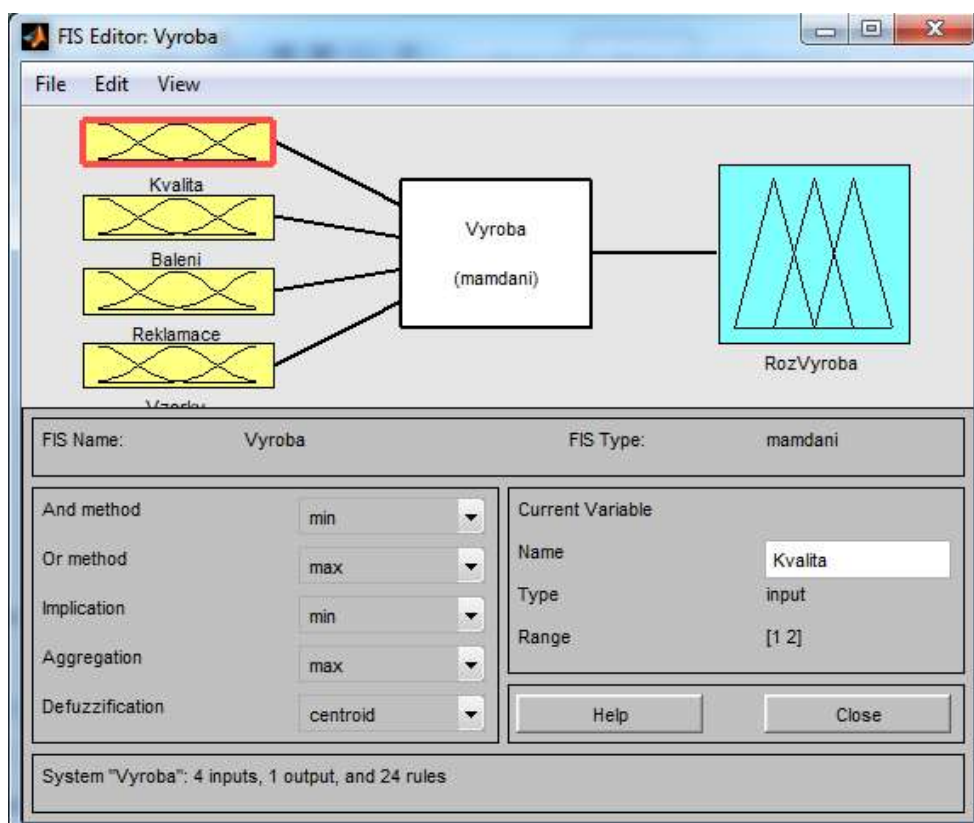 FIS Editor: Vyroba
File Edit View
Kvalita
Baleni
Reklamace
Vzorky
Vyroba
(mamdani)
RozVyroba
FIS Name: Vyroba FIS Type: mamdani
And method min
Or method max
Implication min
Aggregation max
Defuzzification centroid
Current Variable
Name Kvalita
Type input
Range [1 2]
Help Close
System "Vyroba": 4 inputs, 1 output, and 24 rules